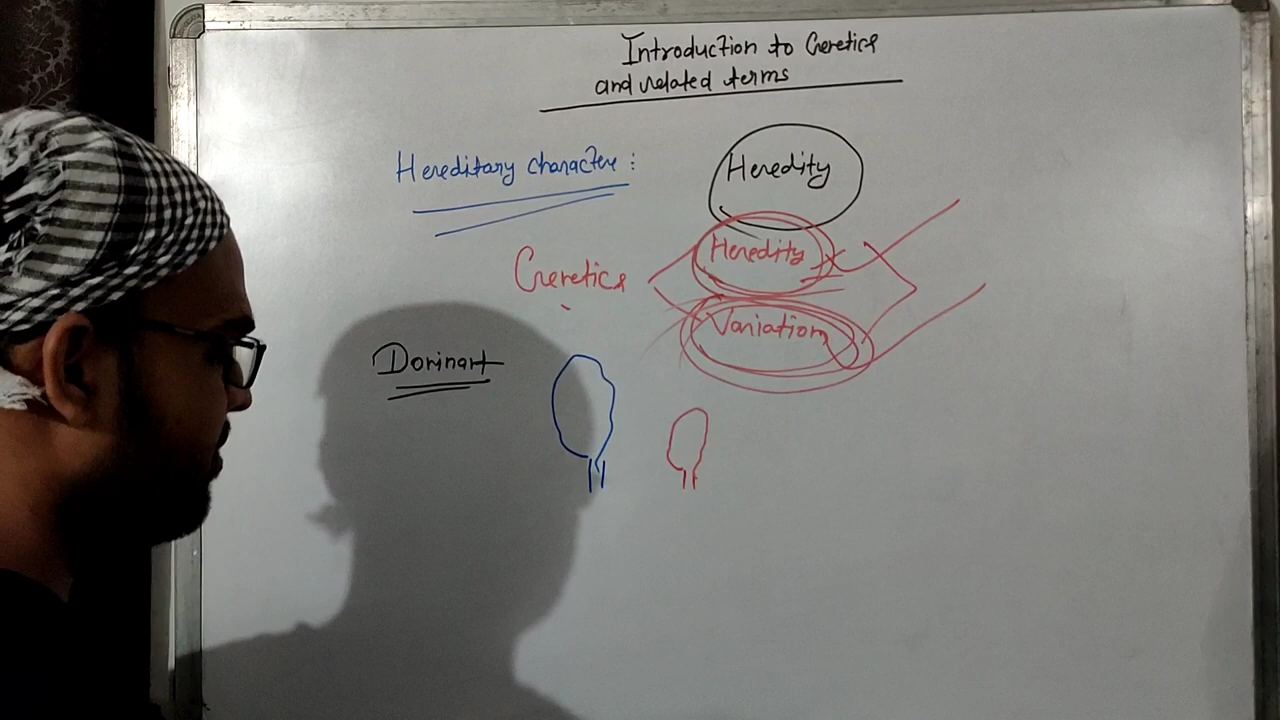 Introduction to Genetics
and related terms
Hereditary character:
Heredity
Heredity
Genetics
Variation
Dominant